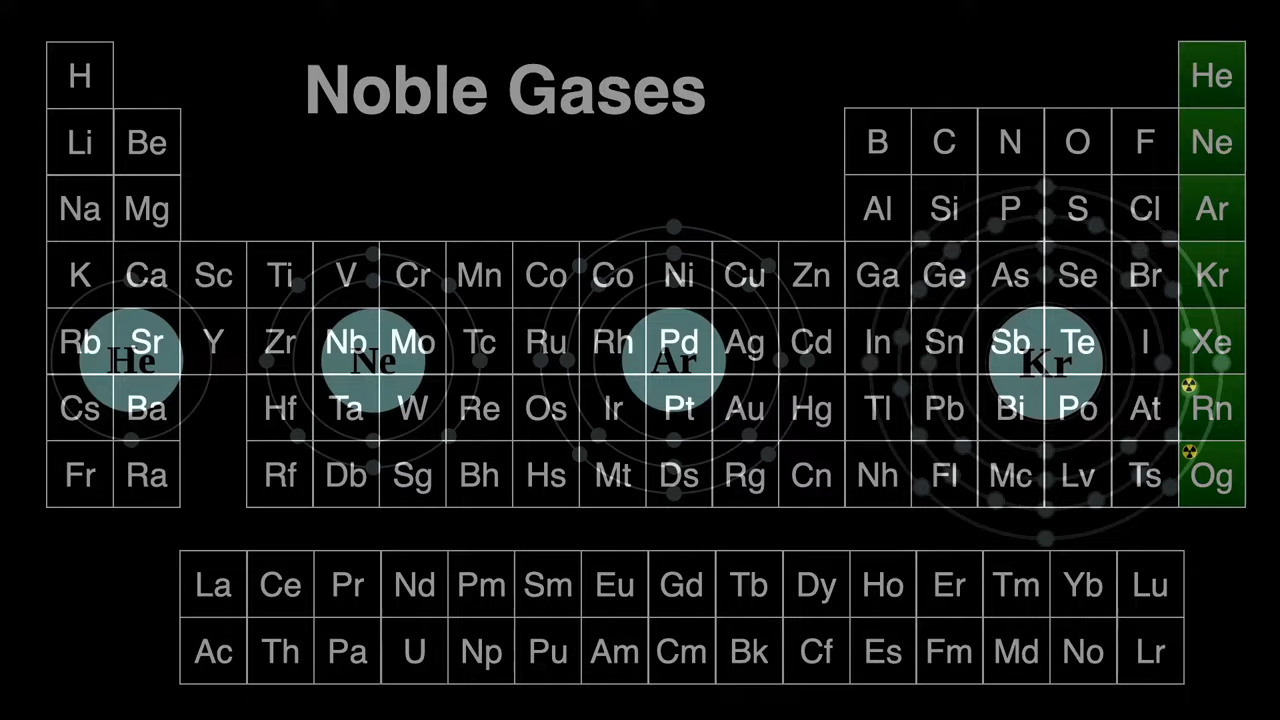 Noble Gases
H He
Li Be B C N O F Ne
Na Mg Al Si P S Cl Ar
K Ca Sc Ti V Cr Mn Co Co Ni Cu Zn Ga Ge As Se Br Kr
Rb Sr Y Zr Nb Mo Tc Ru Rh Pd Ag Cd In Sn Sb Te I Xe
He Ne Ar Kr
Cs Ba Hf Ta W Re Os Ir Pt Au Hg Tl Pb Bi Po At Rn
Fr Ra Rf Db Sg Bh Hs Mt Ds Rg Cn Nh Fl Mc Lv Ts Og
La Ce Pr Nd Pm Sm Eu Gd Tb Dy Ho Er Tm Yb Lu
Ac Th Pa U Np Pu Am Cm Bk Cf Es Fm Md No Lr